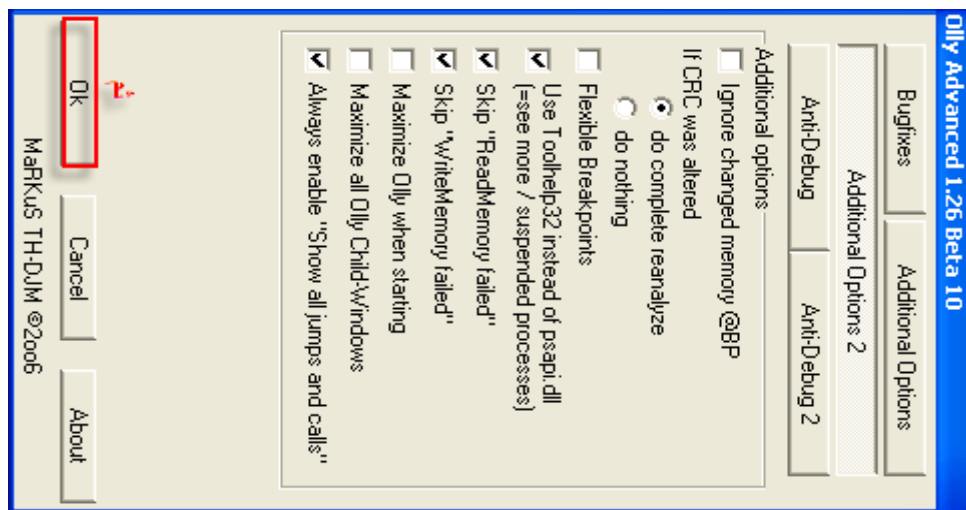 Olly Advanced 1.26 Beta 10
Bugfixes
Additional Options
Additional Options 2
Anti-Debug
Anti-Debug 2
Additional options
Ignore changed memory @BP
If CRC was altered
do complete reanalyze
do nothing
Flexible Breakpoints
Use Toolhelp32 instead of psapi.dll
(=see more / suspended processes)
Skip "ReadMemory failed"
Skip "WriteMemory failed"
Maximize Olly when starting
Maximize all Olly Child-Windows
Always enable "Show all jumps and calls"
Ok
Cancel
About
MaRKuS TH-DJM ©2oo6